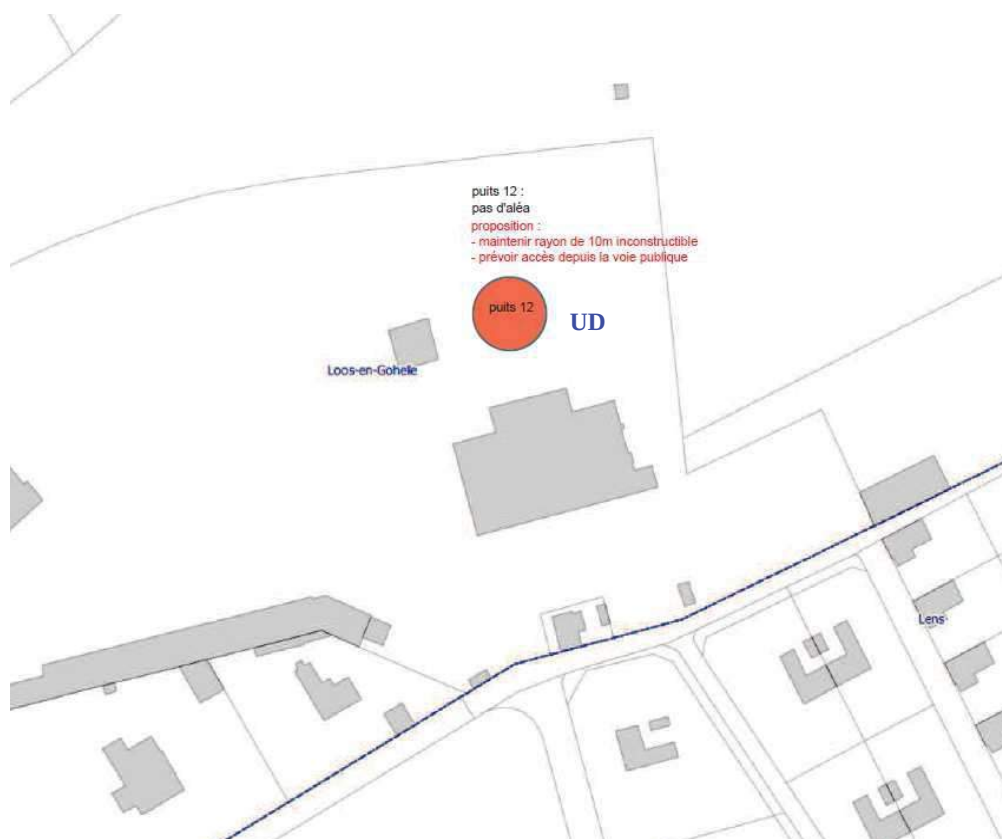 puits 12 :
pas d'aléa
proposition :
- maintenir rayon de 10m inconstructible
- prévoir accès depuis la voie publique
puits 12
UD
Loos-en-Gohelle
Lens